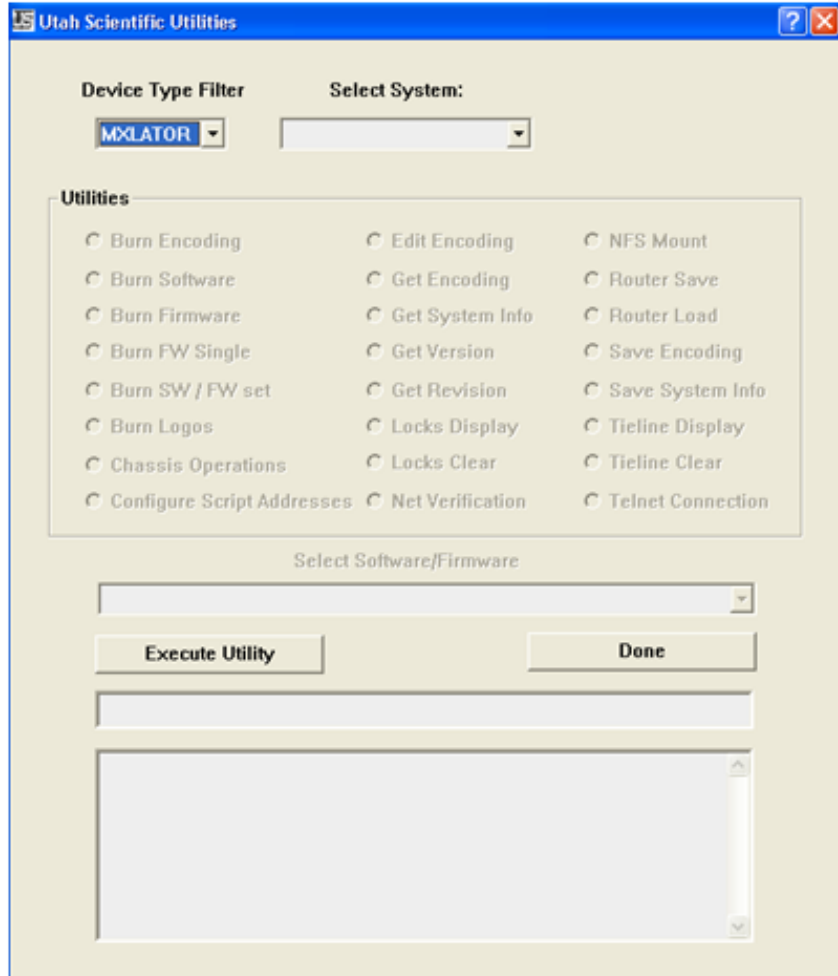 US Utah Scientific Utilities ?
Device Type Filter Select System:
MXLATOR
Utilities
Burn Encoding Edit Encoding NFS Mount
Burn Software Get Encoding Router Save
Burn Firmware Get System Info Router Load
Burn FW Single Get Version Save Encoding
Burn SW / FW set Get Revision Save System Info
Burn Logos Locks Display Tieline Display
Chassis Operations Locks Clear Tieline Clear
Configure Script Addresses Net Verification Telnet Connection
Select Software/Firmware
Execute Utility Done